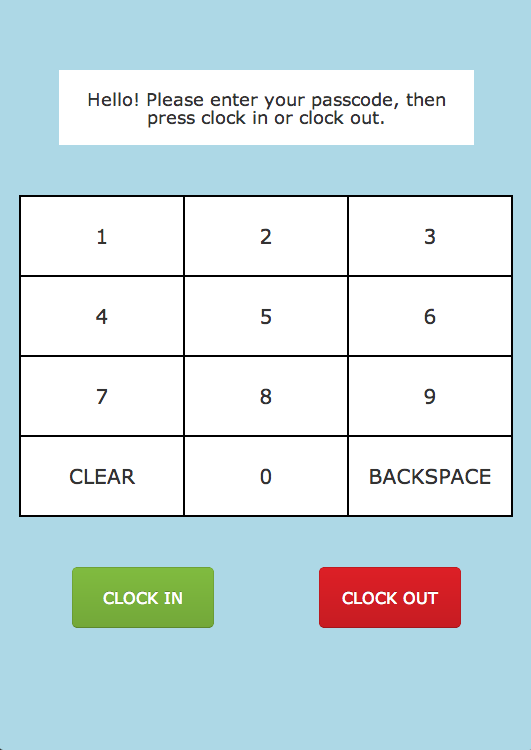 Hello! Please enter your passcode, then
press clock in or clock out.
1 2 3
4 5 6
7 8 9
CLEAR 0 BACKSPACE
CLOCK IN CLOCK OUT